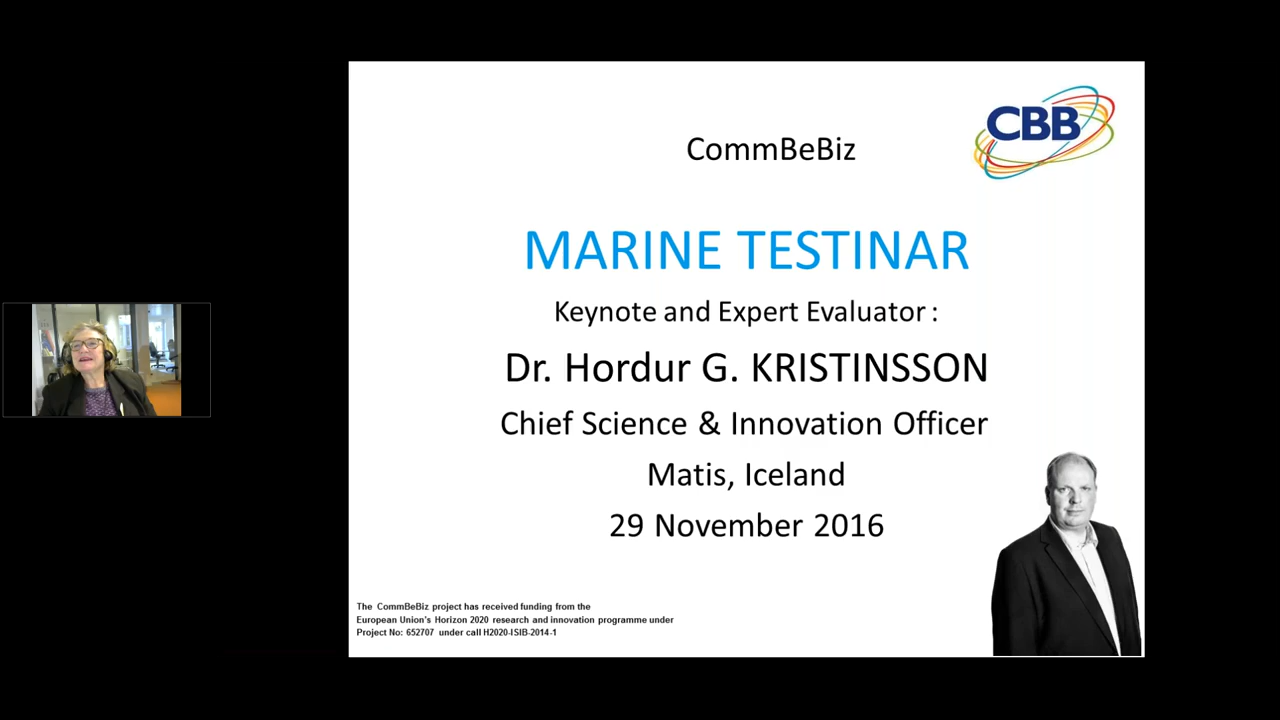 CBB
CommBeBiz
MARINE TESTINAR
Keynote and Expert Evaluator :
Dr. Hordur G. KRISTINSSON
Chief Science & Innovation Officer
Matis, Iceland
29 November 2016
The CommBeBiz project has received funding from the
European Union's Horizon 2020 research and innovation programme under
Project No: 652707 under call H2020-ISIB-2014-1